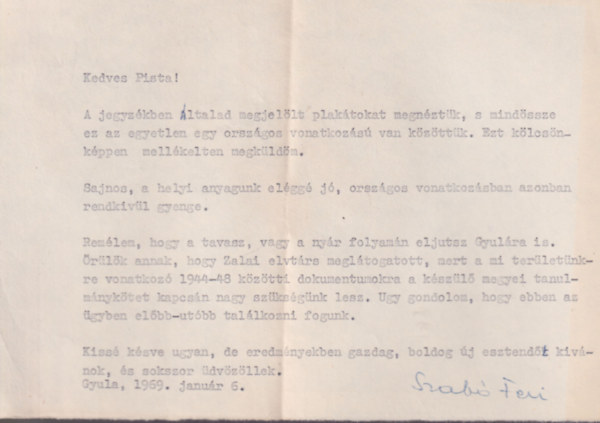 Kedves Pista!
A jegyzékben általad megjelölt plakátokat megnéztük, s mindössze
ez az egyetlen egy országos vonatkozású van közöttük. Ezt kölcsön-
képpen mellékelten megküldöm.
Sajnos, a helyi anyagunk eléggé jó, országos vonatkozásban azonban
rendkivül gyenge.
Remélem, hogy a tavasz, vagy a nyár folyamán eljutsz Gyulára is.
Örülök annak, hogy Zalai elvtárs meglátogatott, mert a mi területünk-
re vonatkozó 1944-48 közötti dokumentumokra a készülő megyei tanul-
mánykötet kapcsán nagy szükségünk lesz. Ugy gondolom, hogy ebben az
ügyben előbb-utóbb találkozni fogunk.
Kissé késve ugyan, de eredményekben gazdag, boldog új esztendőt kivá-
nok, és sokszor üdvözöllek.
Gyula, 1969. január 6.
Szabó Feri